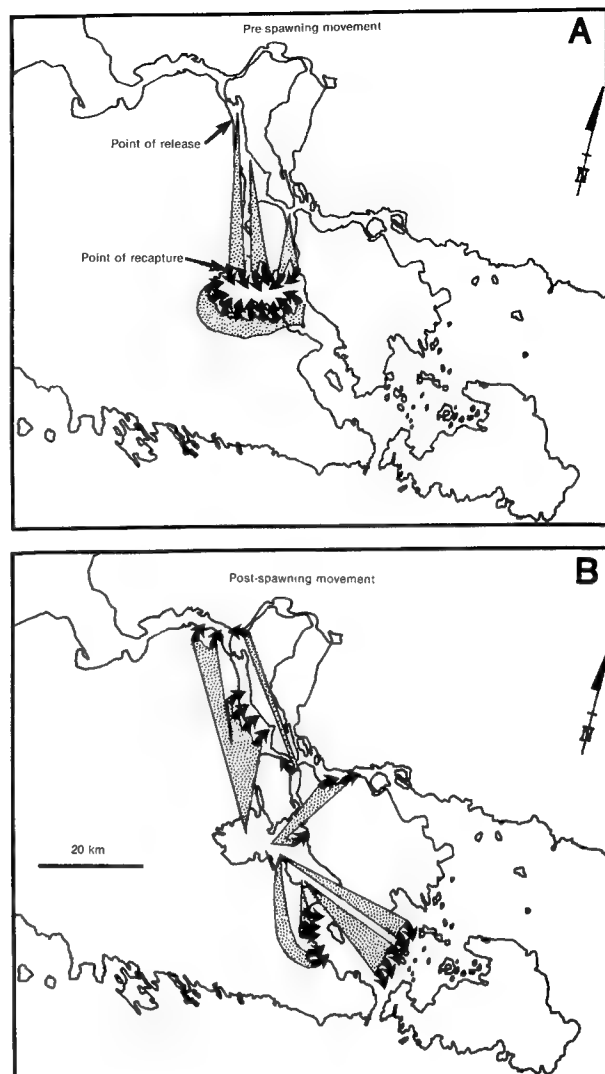 Pre-spawning movement
A
Point of release
N
Point of recapture
Post-spawning movement
B
N
20 km